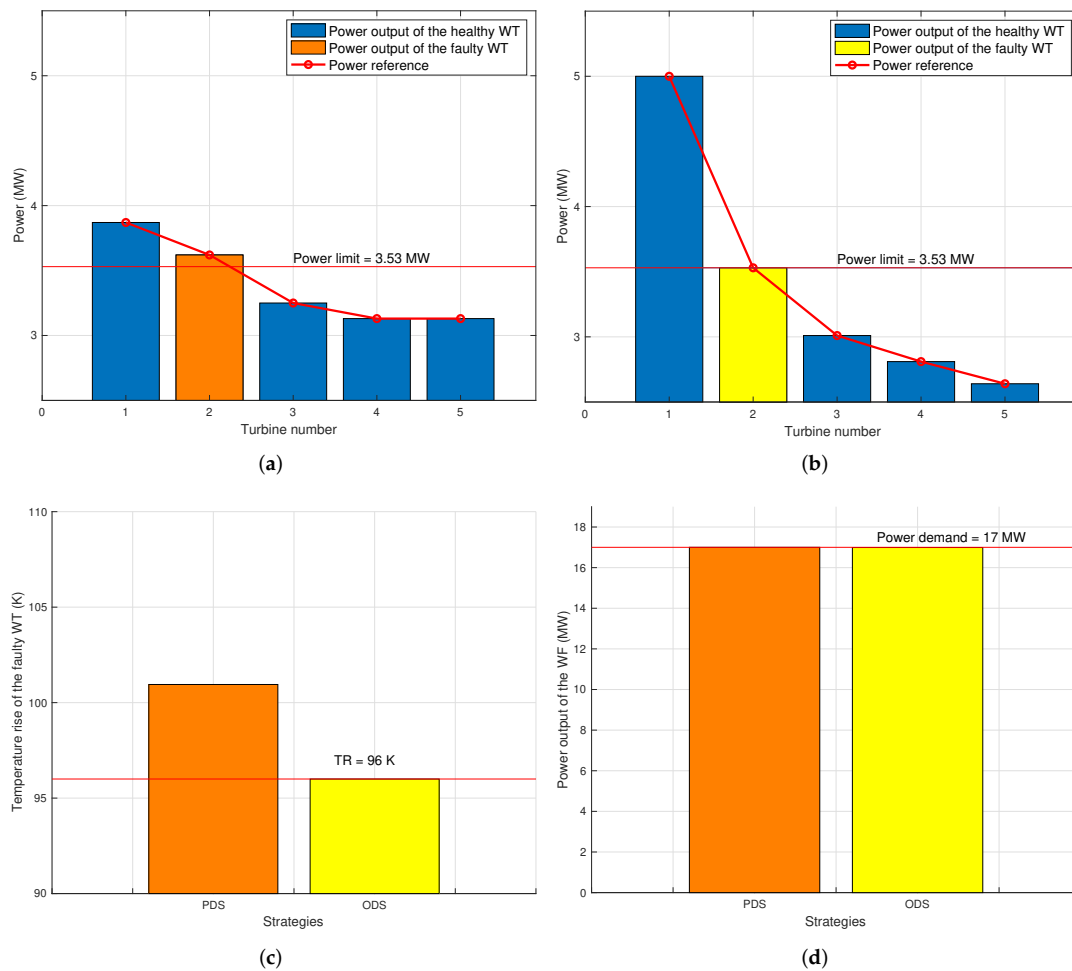 Power output of the healthy WT
Power output of the faulty WT
Power reference
5
4
3
Power (MW)
Power limit = 3.53 MW
0 1 2 3 4 5
Turbine number
(a)
Power output of the healthy WT
Power output of the faulty WT
Power reference
5
4
3
Power (MW)
Power limit = 3.53 MW
0 1 2 3 4 5
Turbine number
(b)
110
105
100
95
90
Temperature rise of the faulty WT (K)
TR = 96 K
PDS ODS
Strategies
(c)
18
16
14
12
10
8
6
4
2
0
Power output of the WF (MW)
Power demand = 17 MW
PDS ODS
Strategies
(d)